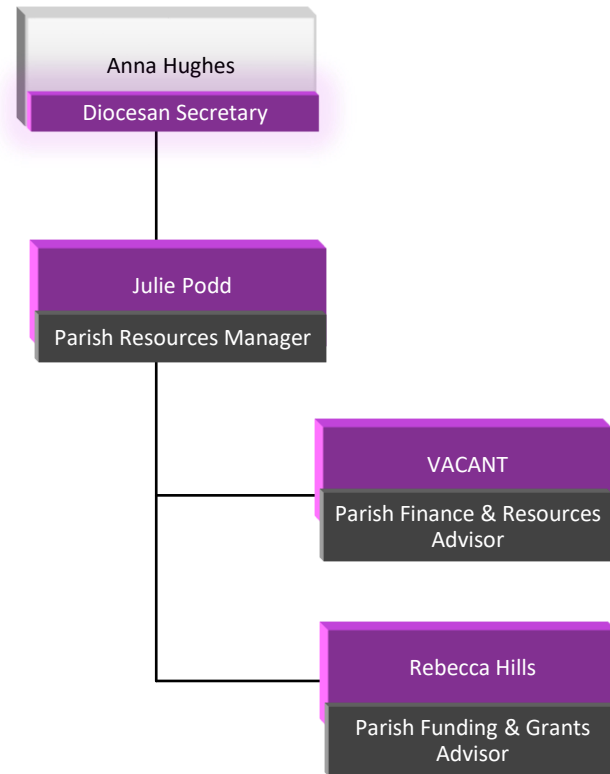 Anna Hughes
Diocesan Secretary
Julie Podd
Parish Resources Manager
VACANT
Parish Finance & Resources
Advisor
Rebecca Hills
Parish Funding & Grants
Advisor